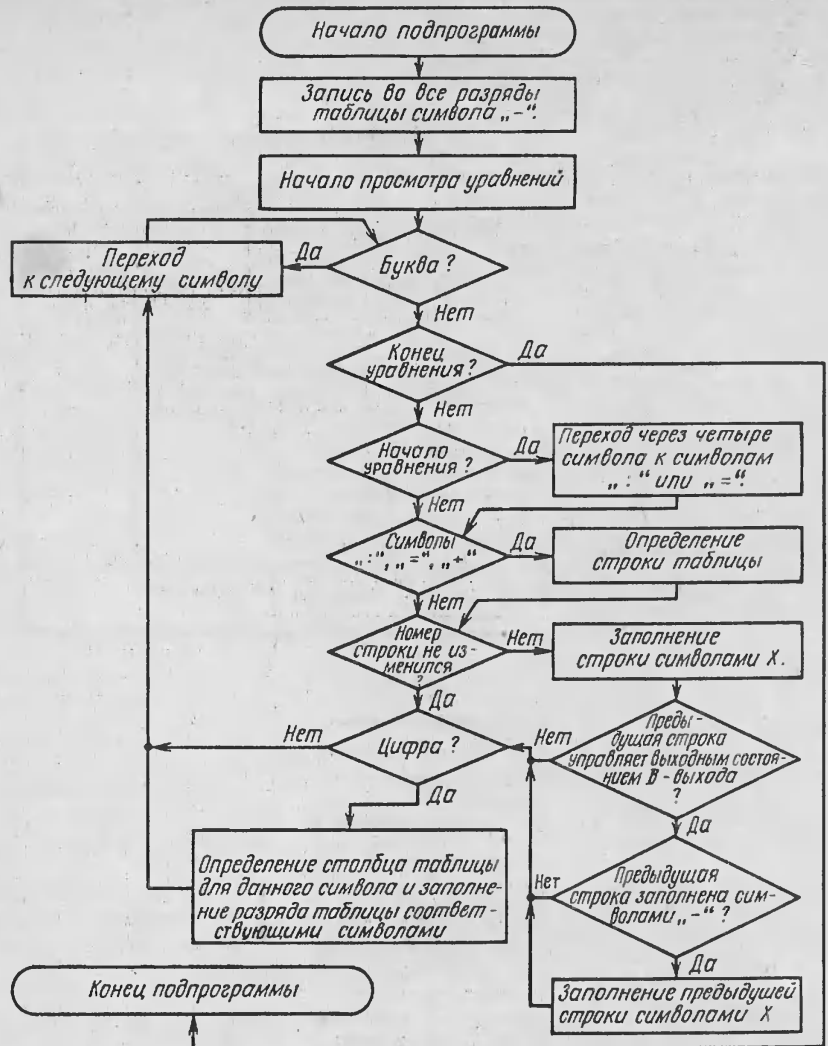 Начало подпрограммы
Запись во все разряды
таблицы символа „-“.
Начало просмотра уравнений
Переход
к следующему символу
Да
Буква ?
Нет
Конец
уравнения ?
Да
Нет
Начало
уравнения ?
Да
Переход через четыре
символа к символам
„ : “ или „ = “.
Нет
Символы
„ : “, „ = “, „ + “
Да
Определение
строки таблицы
Нет
Номер
строки не из-
менился
?
Нет
Заполнение
строки символами X.
Да
Нет
Цифра ?
Нет
Преды-
дущая строка
управляет выходным состоя-
нием В - выхода
?
Да
Да
Определение столбца таблицы
для данного символа и заполне-
ние разряда таблицы соответ-
ствующими символами
Нет
Предыдущая
строка заполнена сим-
волами „-“ ?
Да
Конец подпрограммы
Заполнение предыдушей
строки символами X